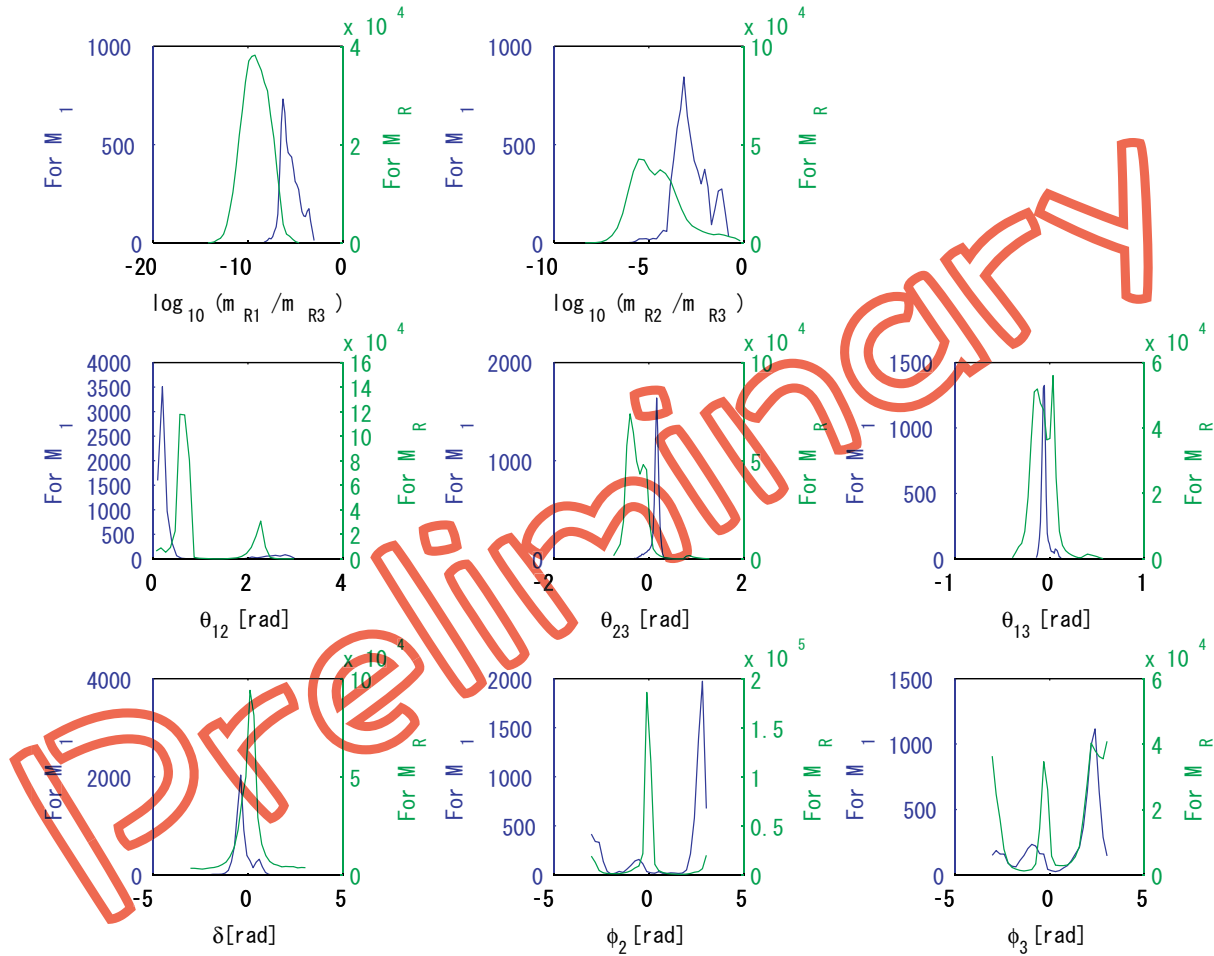 x 10 4
x 10 4
1000
500
0
For M 1
4
2
0
For M R
-20
-10
0
log10 (m R1 /m R3 )
1000
500
0
For M 1
10
5
0
For M R
-10
-5
0
log10 (m R2 /m R3 )
x 10 4
4000
3500
3000
2500
2000
1500
1000
500
0
For M 1
16
14
12
10
8
6
4
2
0
For M R
0
2
4
θ12 [rad]
x 10 4
2000
1000
0
For M 1
10
5
0
For M R
-2
0
2
θ23 [rad]
x 10 4
1500
1000
500
0
For M 1
6
4
2
0
For M R
-1
0
1
θ13 [rad]
x 10 4
4000
2000
0
For M 1
10
5
0
For M R
-5
0
5
δ[rad]
x 10 5
2000
1500
1000
500
0
For M 1
2
1.5
1
0.5
0
For M R
-5
0
5
ϕ2 [rad]
x 10 4
1500
1000
500
0
For M 1
6
4
2
0
For M R
-5
0
5
ϕ3 [rad]
Preliminary